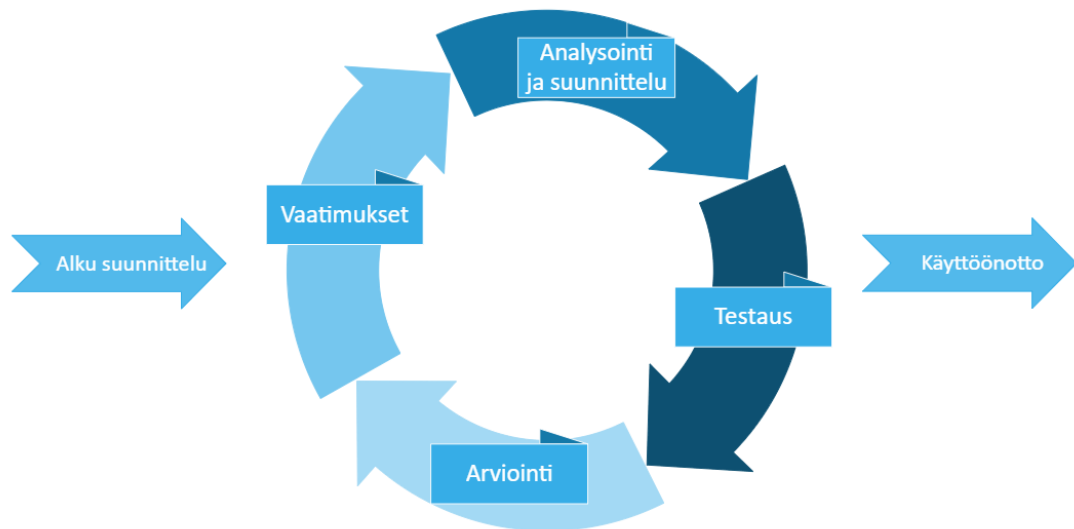 Analysointi
ja suunnittelu
Vaatimukset
Alku suunnittelu
Käyttöönotto
Testaus
Arviointi